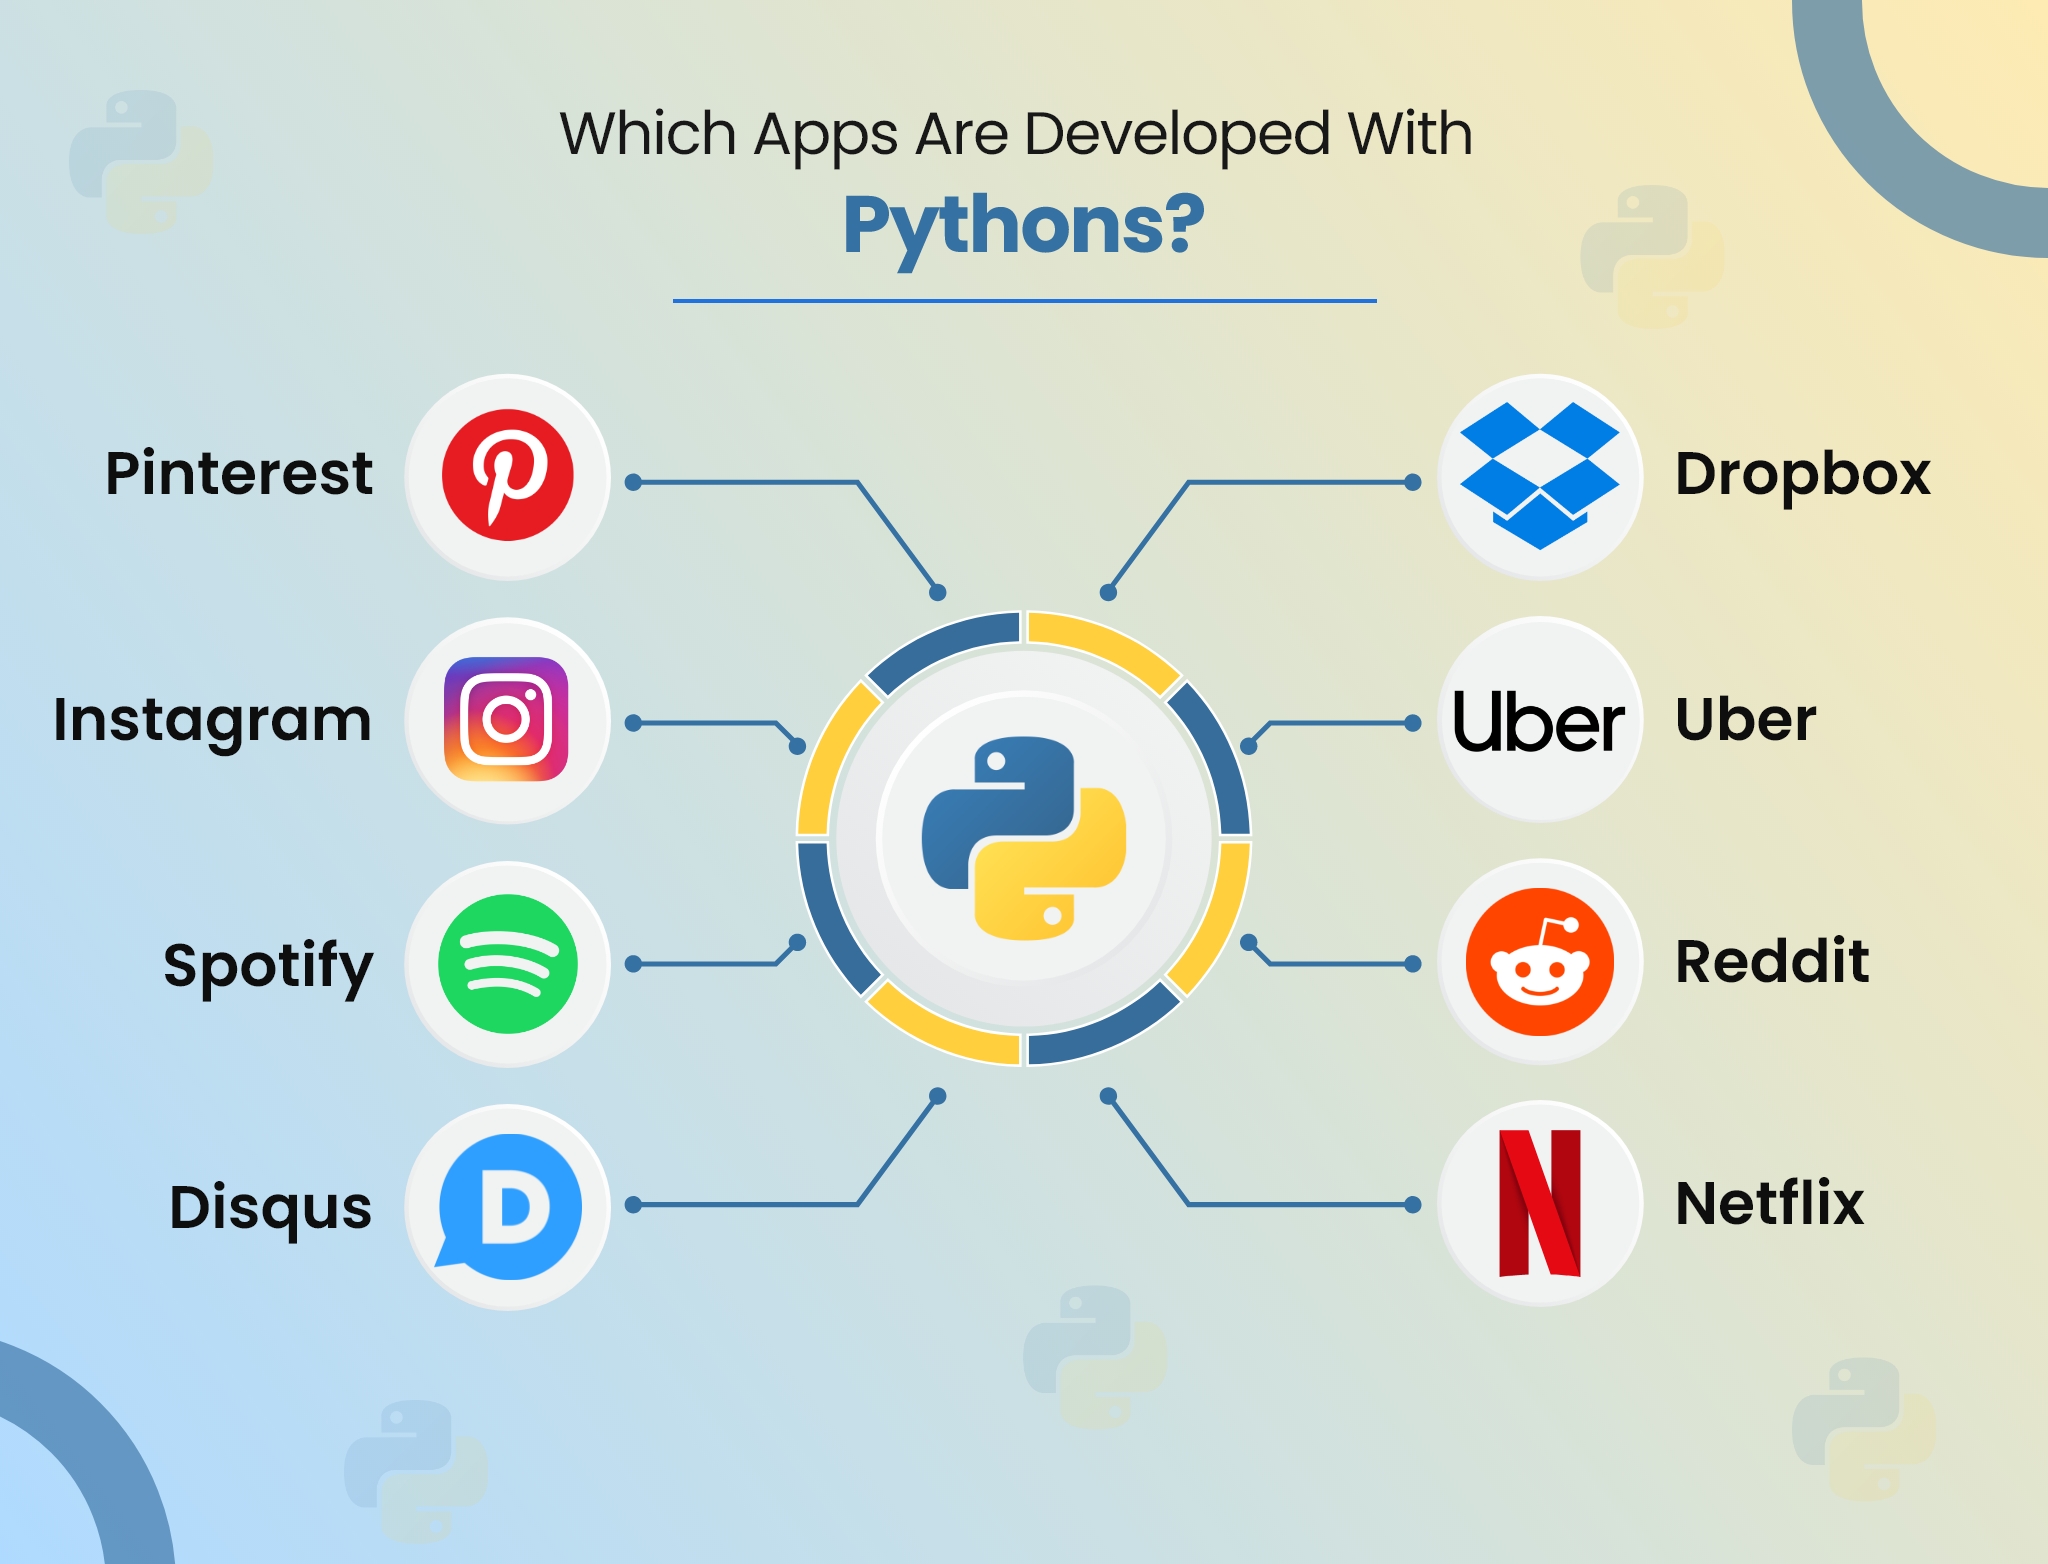 Which Apps Are Developed With
Pythons?
Pinterest
Instagram
Spotify
Disqus
Dropbox
Uber
Uber
Reddit
Netflix